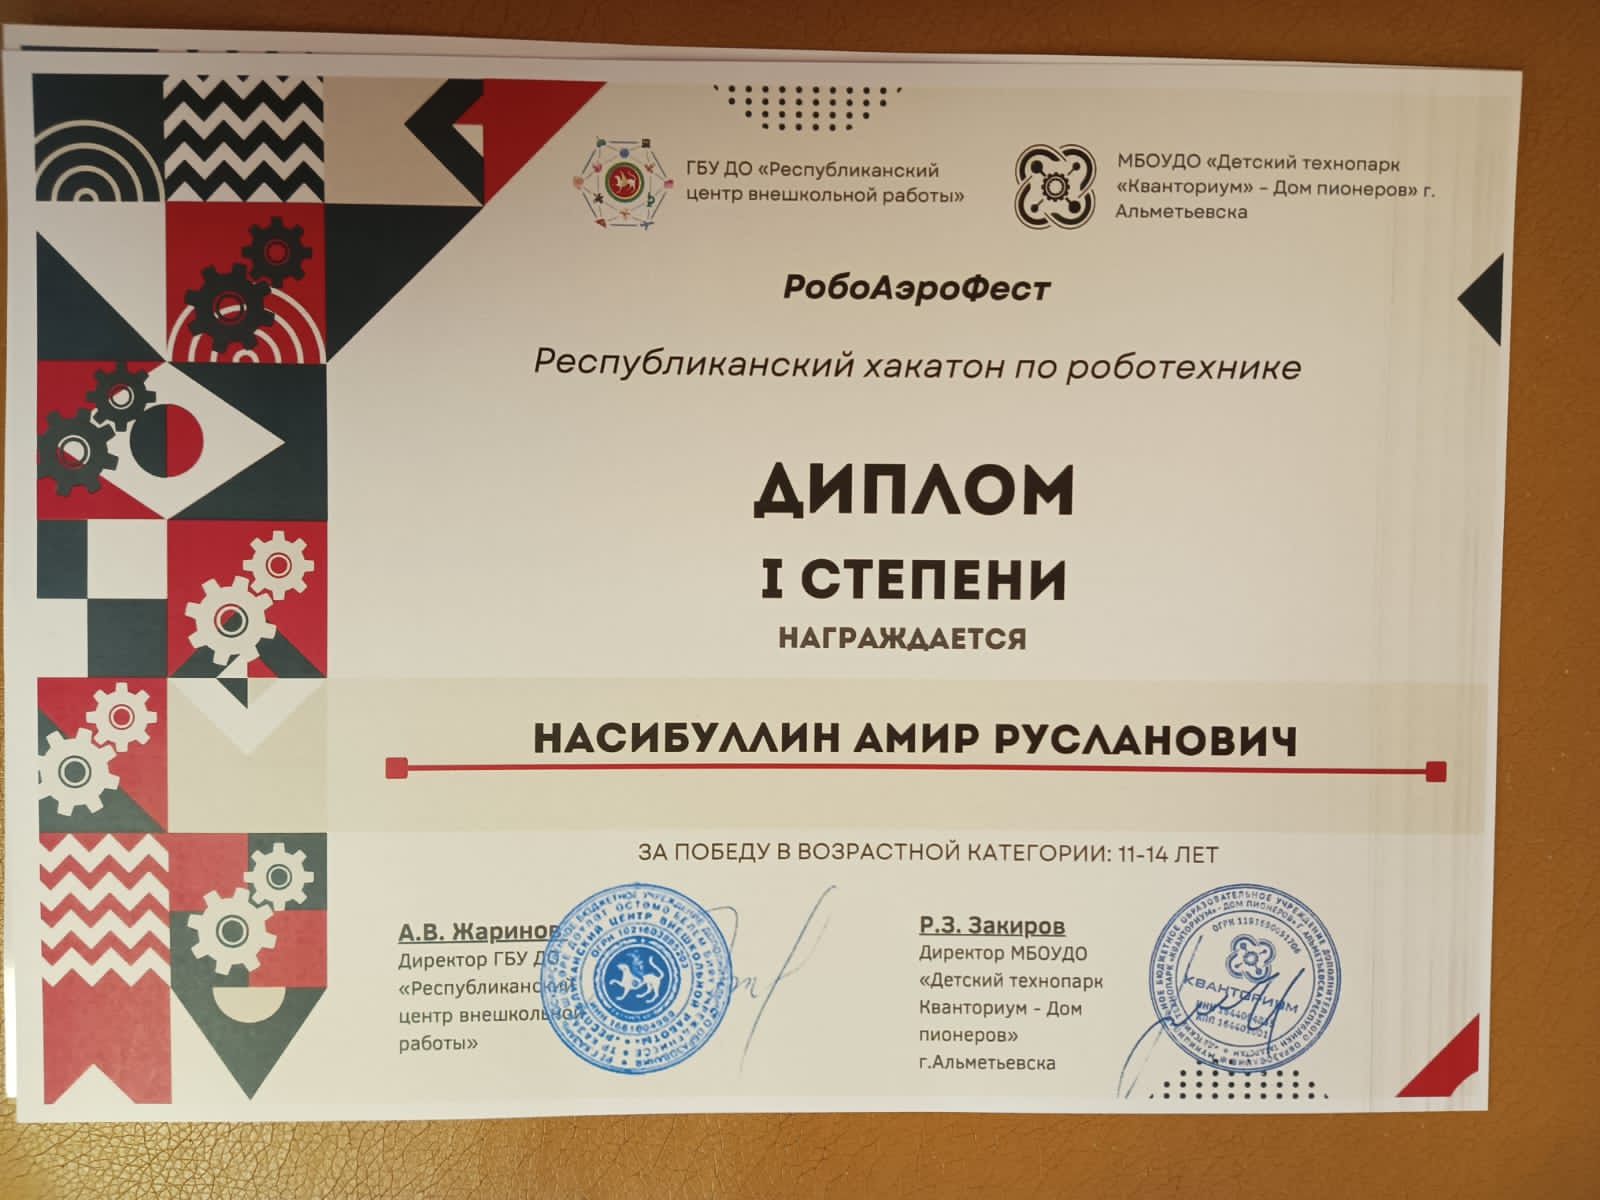 ГБУ ДО «Республиканский
центр внешкольной работы»
МБОУДО «Детский технопарк
«Кванториум» – Дом пионеров» г.
Альметьевска
РобоАэроФест
Республиканский хакатон по робототехнике
ДИПЛОМ
I СТЕПЕНИ
НАГРАЖДАЕТСЯ
НАСИБУЛЛИН АМИР РУСЛАНОВИЧ
ЗА ПОБЕДУ В ВОЗРАСТНОЙ КАТЕГОРИИ: 11-14 ЛЕТ
А.В. Жаринов
Директор ГБУ ДО
«Республиканский
центр внешкольной
работы»
Р.З. Закиров
Директор МБОУДО
«Детский технопарк
Кванториум - Дом
пионеров»
г.Альметьевска
КВАНТОРИУМ